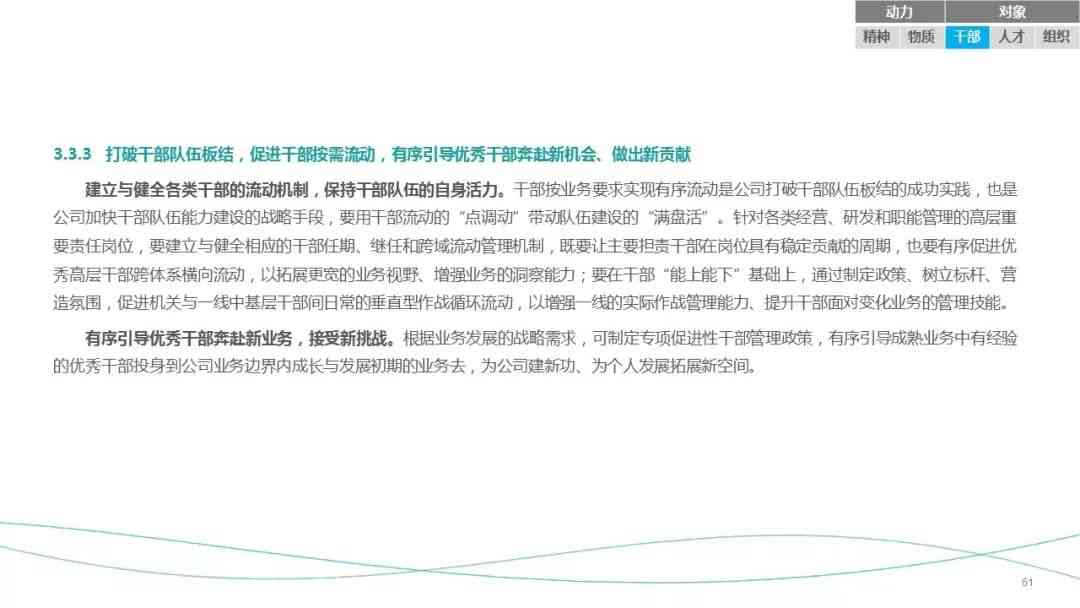 动力 对象
精神 物质 干部 人才 组织
3.3.3 打破干部队伍板结，促进干部按需流动，有序引导优秀干部奔赴新机会、做出新贡献
建立与健全各类干部的流动机制，保持干部队伍的自身活力。干部按业务要求实现有序流动是公司打破干部队伍板结的成功实践，也是
公司加快干部队伍能力建设的战略手段，要用干部流动的“点调动”带动队伍建设的“满盘活”。针对各类经营、研发和职能管理的高层重
要责任岗位，要建立与健全相应的干部任期、继任和跨域流动管理机制，既要让主要担责干部在岗位具有稳定贡献的周期，也要有序促进优
秀高层干部跨体系横向流动，以拓展更宽的业务视野、增强业务的洞察能力；要在干部“能上能下”基础上，通过制定政策、树立标杆、营
造氛围，促进机关与一线中基层干部间日常的垂直型作战循环流动，以增强一线的实际作战管理能力、提升干部面对变化业务的管理技能。
有序引导优秀干部奔赴新业务，接受新挑战。根据业务发展的战略需求，可制定专项促进性干部管理政策，有序引导成熟业务中有经验
的优秀干部投身到公司业务边界内成长与发展初期的业务去，为公司建新功、为个人发展拓展新空间。
61